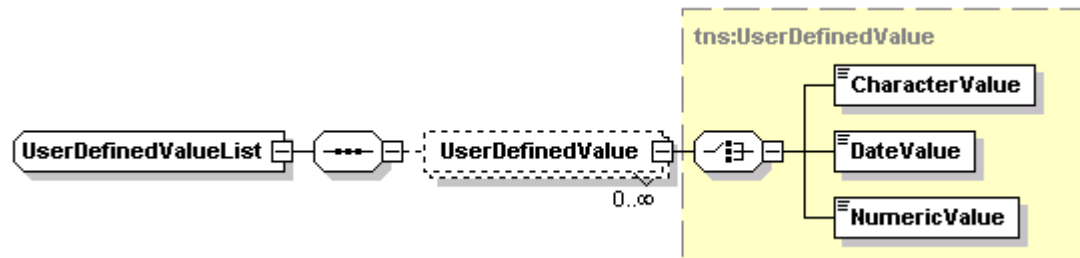 tns:UserDefinedValue
CharacterValue
UserDefinedValueList
UserDefinedValue
DateValue
0..∞
NumericValue